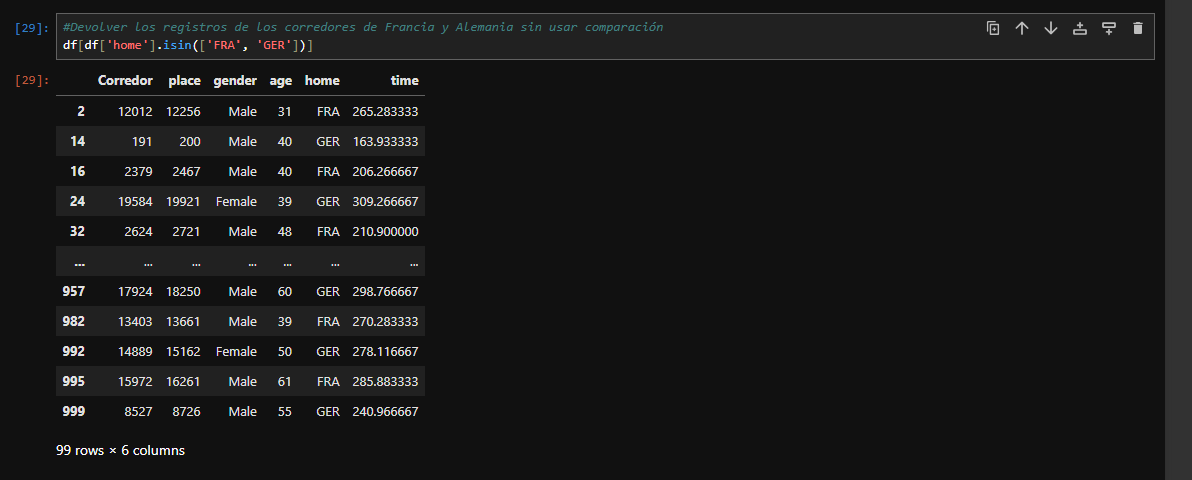 [29]: #Devolver los registros de los corredores de Francia y Alemania sin usar comparación
df[df['home'].isin(['FRA', 'GER'])]
[29]: Corredor place gender age home time
2 12012 12256 Male 31 FRA 265.283333
14 191 200 Male 40 GER 163.933333
16 2379 2467 Male 40 FRA 206.266667
24 19584 19921 Female 39 GER 309.266667
32 2624 2721 Male 48 FRA 210.900000
... ... ... ... ... ... ...
957 17924 18250 Male 60 GER 298.766667
982 13403 13661 Male 39 FRA 270.283333
992 14889 15162 Female 50 GER 278.116667
995 15972 16261 Male 61 FRA 285.883333
999 8527 8726 Male 55 GER 240.966667
99 rows × 6 columns